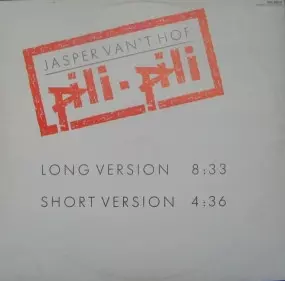 JASPER VAN'T HOF
pili-pili
LONG VERSION 8:33
SHORT VERSION 4:36